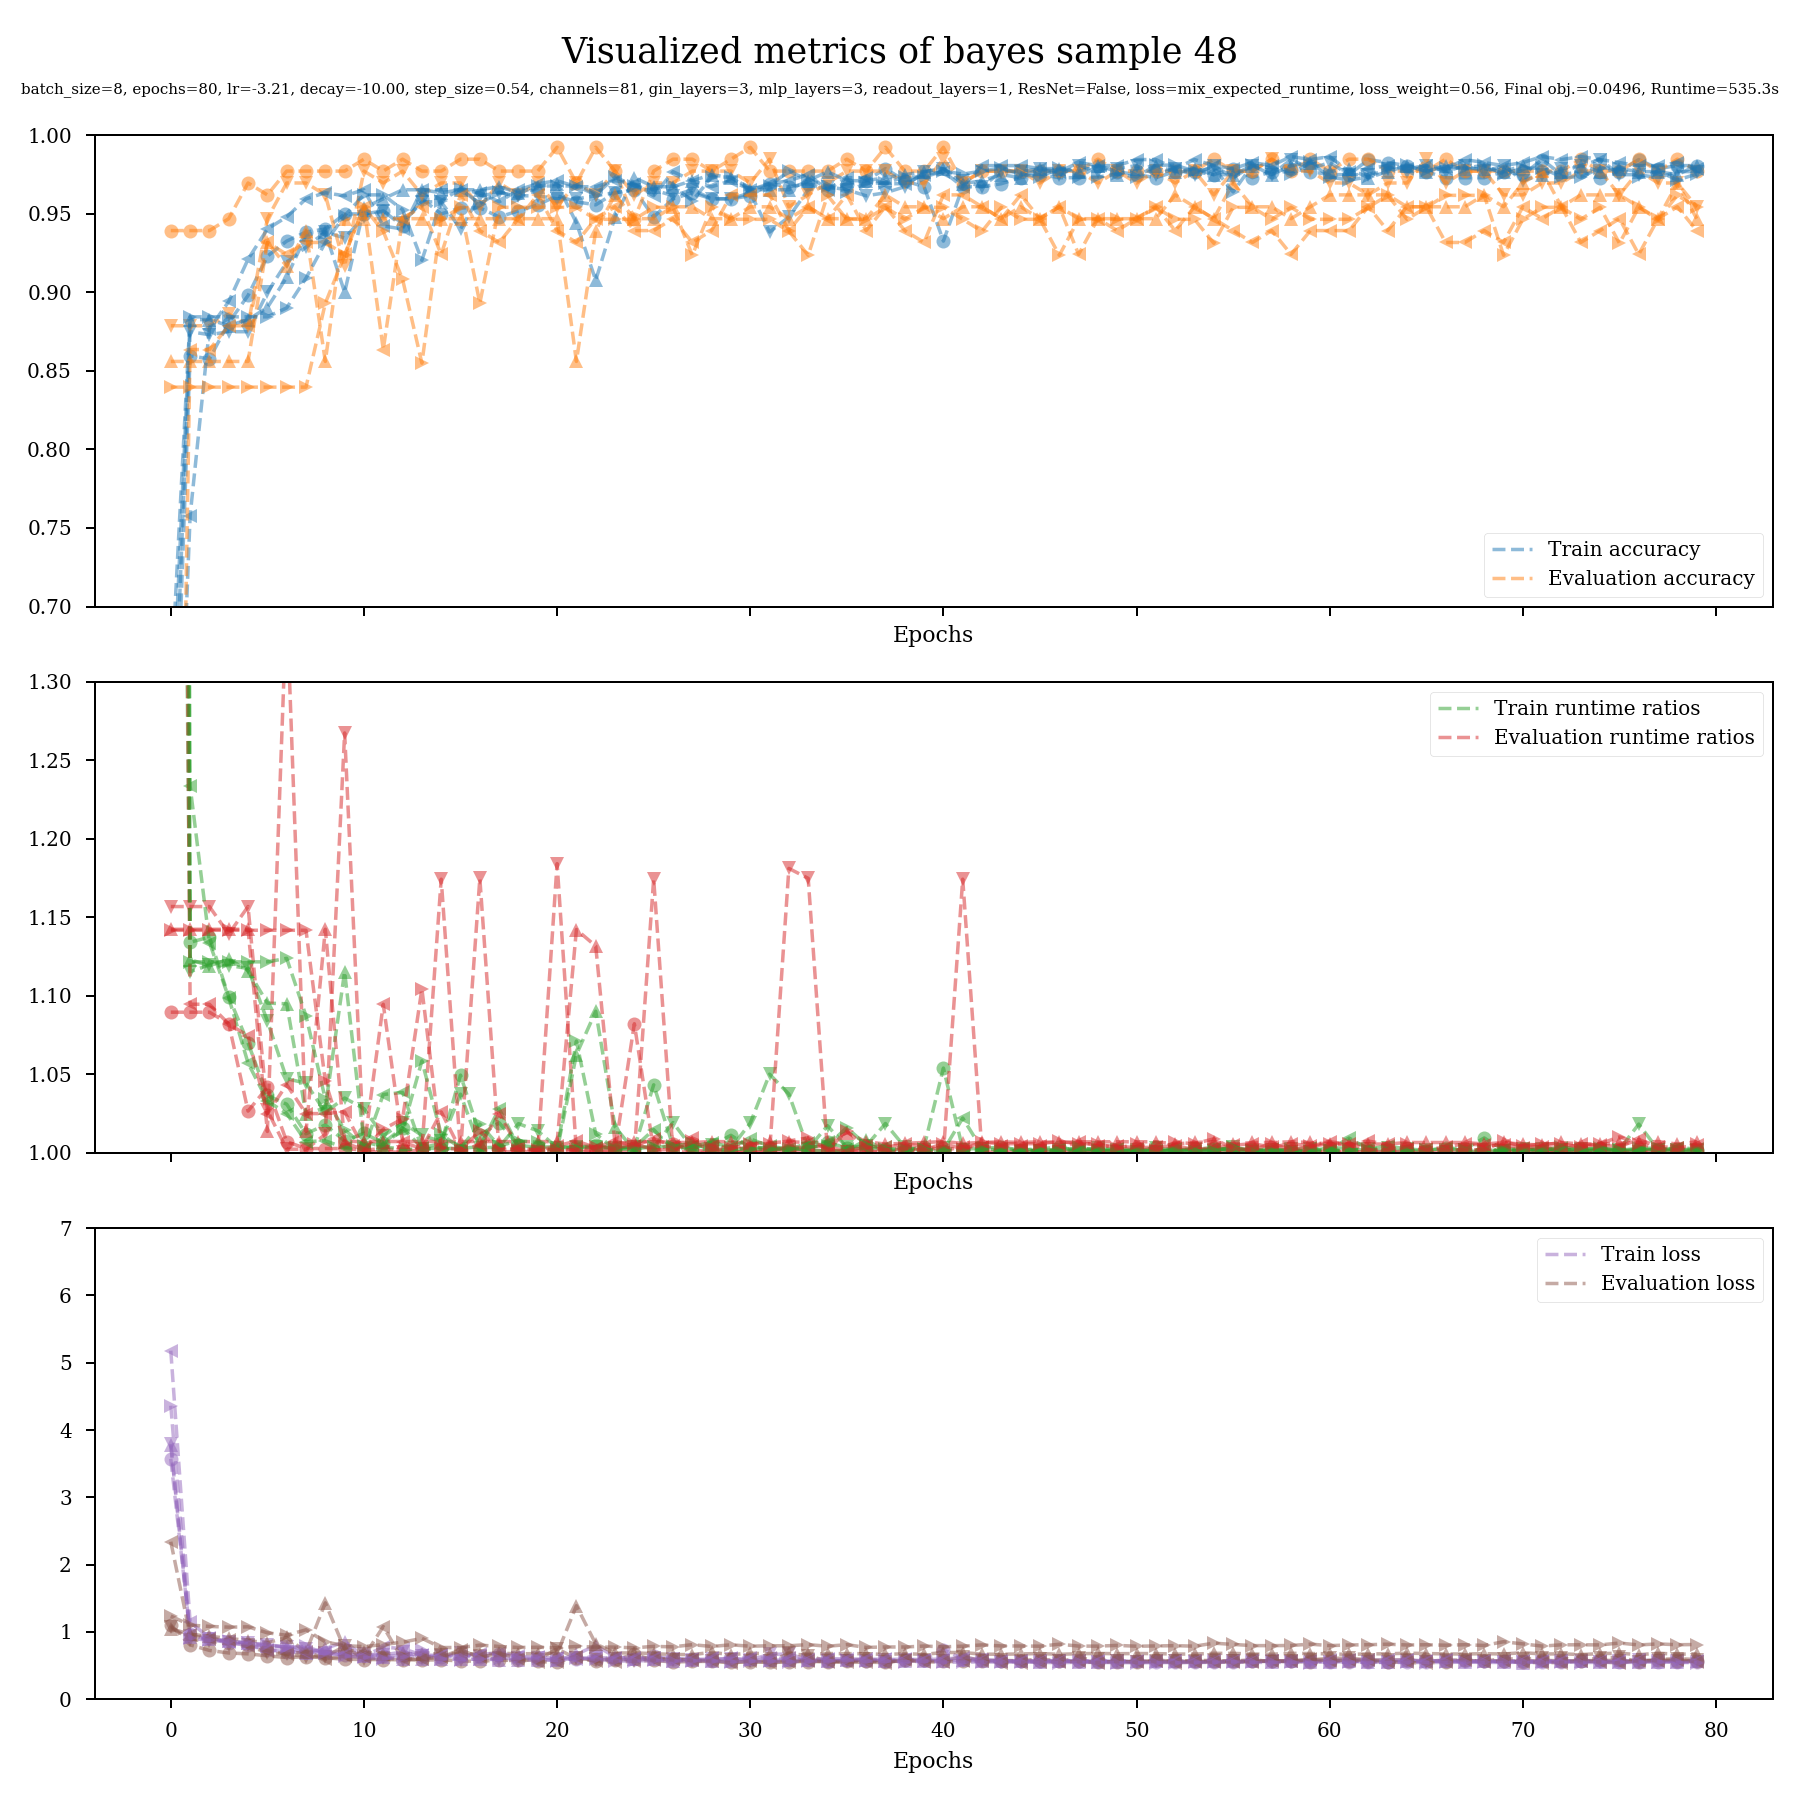 Visualized metrics of bayes sample 48
batch_size=8, epochs=80, lr=-3.21, decay=-10.00, step_size=0.54, channels=81, gin_layers=3, mlp_layers=3, readout_layers=1, ResNet=False, loss=mix_expected_runtime, loss_weight=0.56, Final obj.=0.0496, Runtime=535.3s
1.00
0.95
0.90
0.85
0.80
0.75
0.70
Train accuracy
Evaluation accuracy
Epochs
1.30
1.25
1.20
1.15
1.10
1.05
1.00
Train runtime ratios
Evaluation runtime ratios
Epochs
7
6
5
4
3
2
1
0
Train loss
Evaluation loss
0 10 20 30 40 50 60 70 80
Epochs